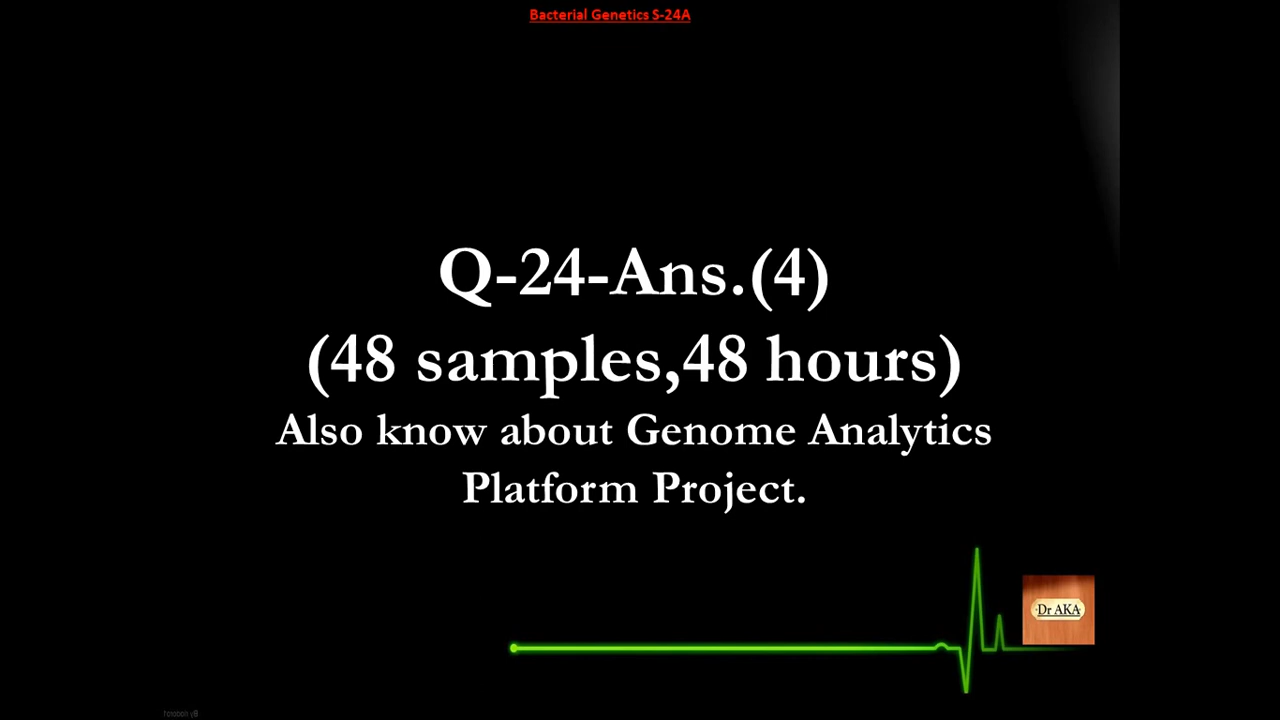 Bacterial Genetics S-24A
Q-24-Ans.(4)
(48 samples,48 hours)
Also know about Genome Analytics
Platform Project.
Dr AKA